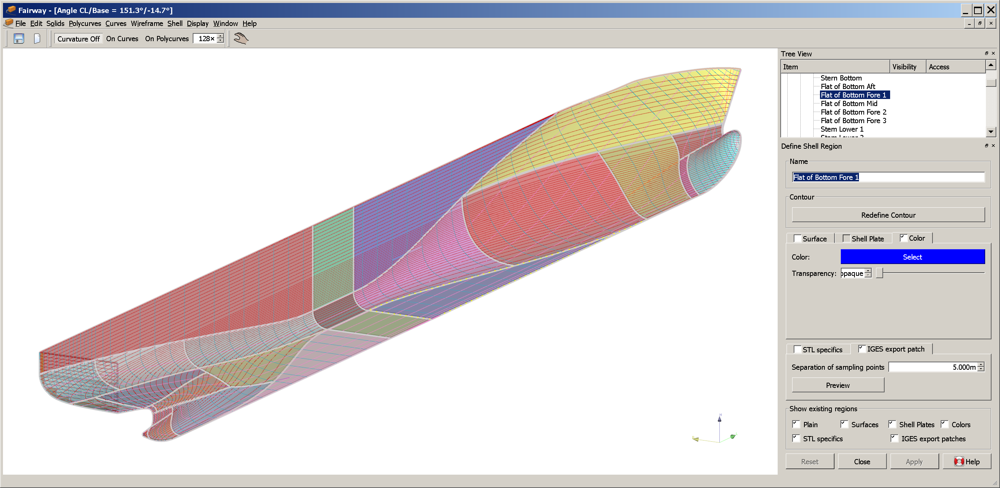 Fairway - [Angle CL/Base = 151.3°/-14.7°]
File Edit Solids Polycurves Curves Wireframe Shell Display Window Help
Curvature Off On Curves On Polycurves 128×
Tree View
Item Visibility Access
Stern Bottom
Flat of Bottom Aft
Flat of Bottom Fore 1
Flat of Bottom Mid
Flat of Bottom Fore 2
Flat of Bottom Fore 3
Stem Lower 1
Define Shell Region
Name
Flat of Bottom Fore 1
Contour
Redefine Contour
Surface Shell Plate Color
Color: Select
Transparency: opaque
STL specifics IGES export patch
Separation of sampling points 5.000m
Preview
Show existing regions
Plain Surfaces Shell Plates Colors
STL specifics IGES export patches
Reset Close Apply Help
H